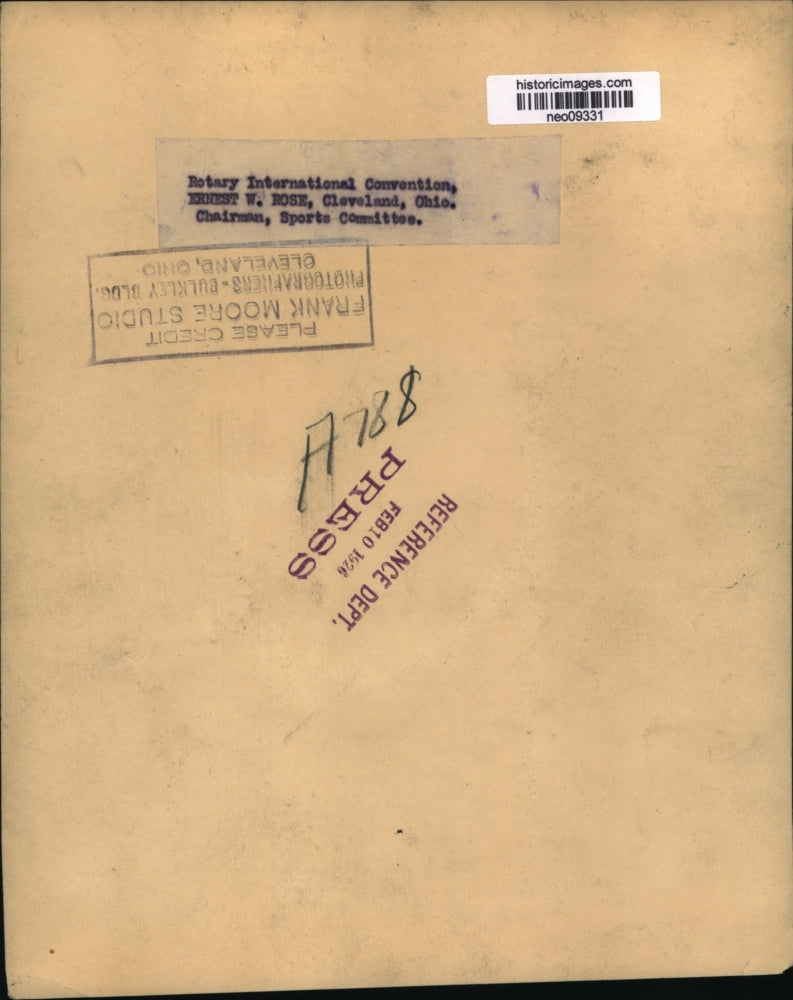 historicimages.com
neo09331
Rotary International Convention,
ERNEST W. ROSE, Cleveland, Ohio.
Chairman, Sports Committee.
PLEASE CREDIT
FRANK MOORE STUDIO
PHOTOGRAPHERS - BULKLEY BLDG.
CLEVELAND, OHIO
A788
PRESS
FEB 10 1926
REFERENCE DEPT.